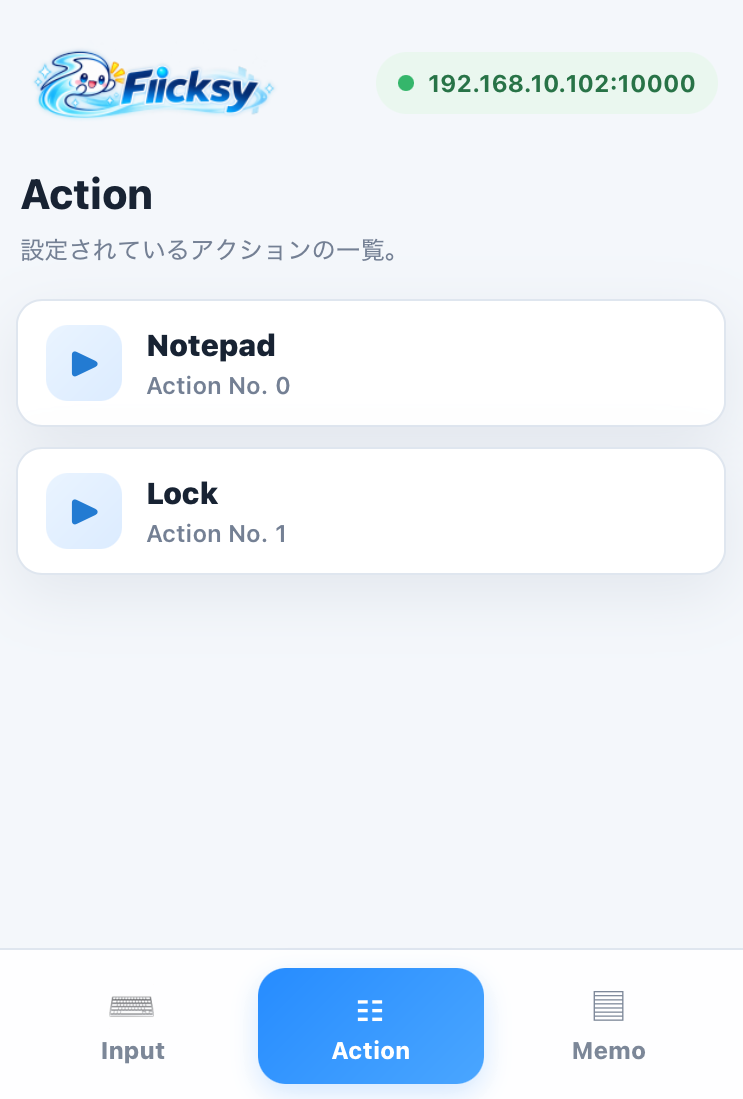 Flicksy
192.168.10.102:10000
Action
設定されているアクションの一覧。
Notepad
Action No. 0
Lock
Action No. 1
Input
Action
Memo